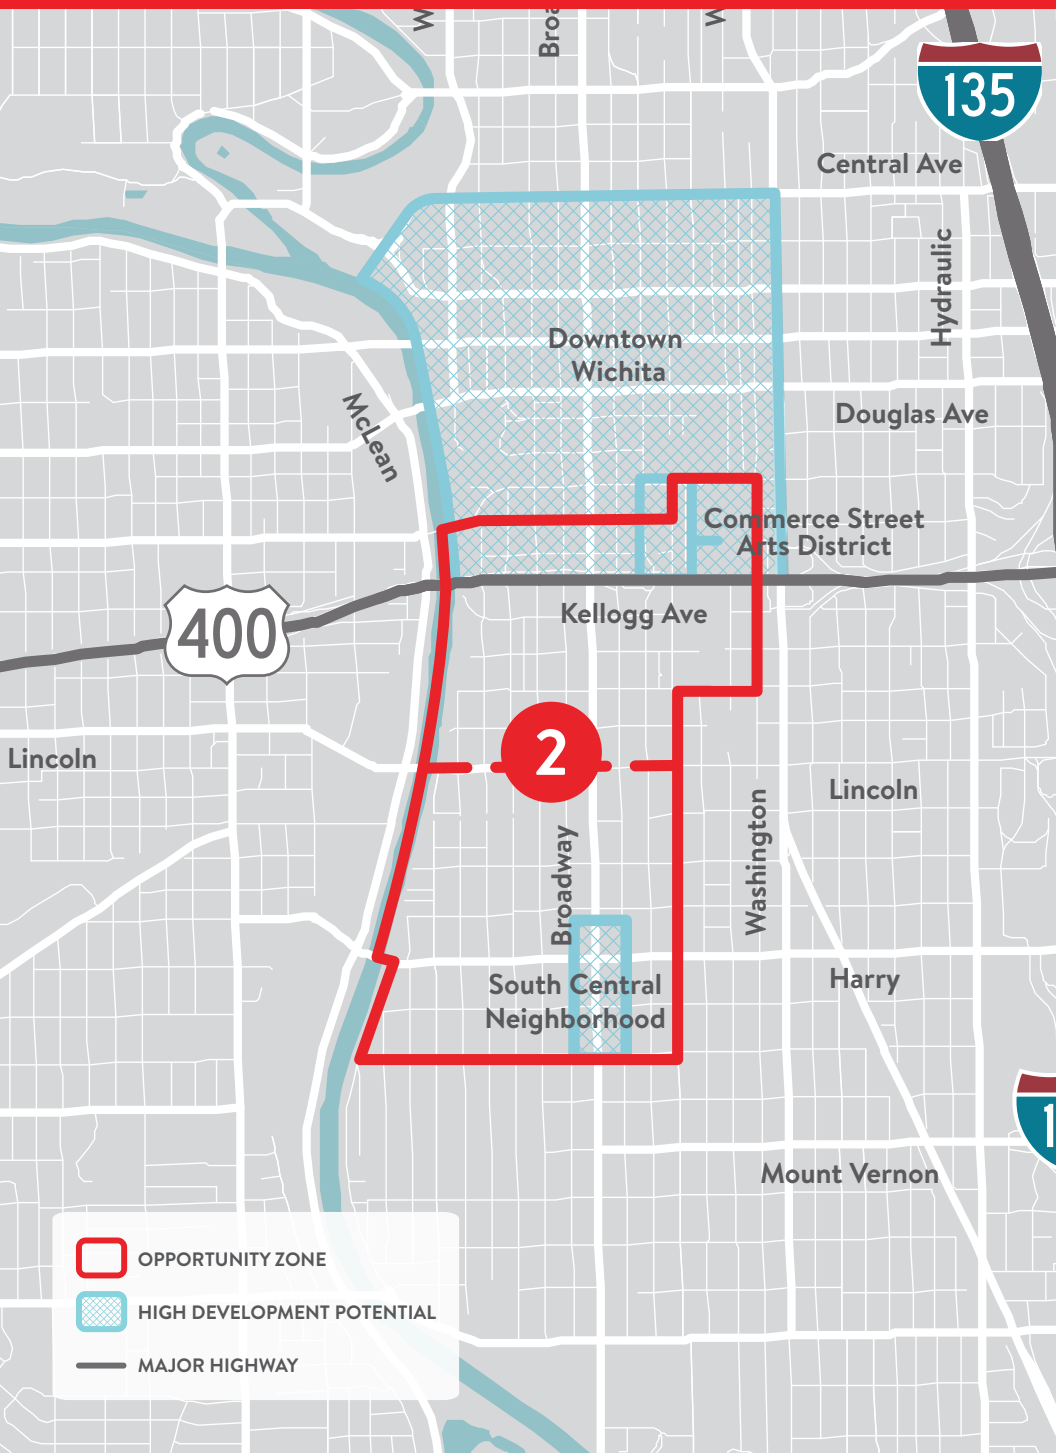 135
Central Ave
Hydraulic
Downtown
Wichita
Douglas Ave
McLean
Commerce Street
Arts District
Kellogg Ave
400
2
Lincoln
Lincoln
Washington
Broadway
South Central
Neighborhood
Harry
Mount Vernon
OPPORTUNITY ZONE
HIGH DEVELOPMENT POTENTIAL
MAJOR HIGHWAY